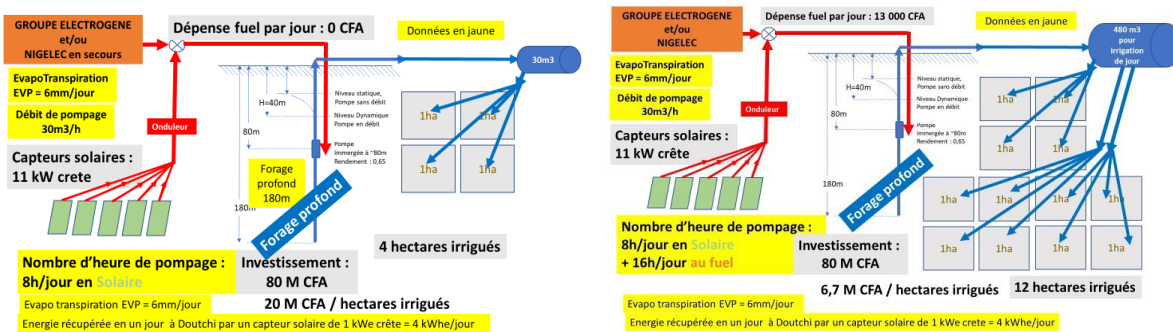 GROUPE ELECTROGENE
et/ou
NIGELEC en secours
Dépense fuel par jour : 0 CFA
Données en jaune
30m3
EvapoTranspiration
EVP = 6mm/jour
Débit de pompage
30m3/h
Onduleur
Capteurs solaires :
11 kW crete
H=40m
80m
180m
Niveau statique,
Pompe sans débit
Niveau Dynamique
Pompe en débit
Pompe
Immergée à ~80m
Rendement : 0,65
Forage
profond
180m
Forage profond
1ha
1ha
1ha
1ha
4 hectares irrigués
Nombre d'heure de pompage :
8h/jour en Solaire
Investissement :
80 M CFA
20 M CFA / hectares irrigués
Evapo transpiration EVP = 6mm/jour
Energie récupérée en un jour à Doutchi par un capteur solaire de 1 kWe crête = 4 kWhe/jour
GROUPE ELECTROGENE
et/ou
NIGELEC
Dépense fuel par jour : 13 000 CFA
Données en jaune
480 m3
pour
irrigation
de jour
EvapoTranspiration
EVP = 6mm/jour
Débit de pompage
30m3/h
Onduleur
Capteurs solaires :
11 kW crête
H=40m
80m
180m
Niveau statique,
Pompe sans débit
Niveau Dynamique
Pompe en débit
Pompe
Immergée à ~80m
Rendement : 0,65
Forage profond
1ha
1ha
1ha
1ha
1ha
1ha
1ha
1ha
1ha
1ha
1ha
1ha
Nombre d'heure de pompage :
8h/jour en Solaire
+ 16h/jour au fuel
Investissement :
80 M CFA
6,7 M CFA / hectares irrigués
12 hectares irrigués
Evapo transpiration EVP = 6mm/jour
Energie récupérée en un jour à Doutchi par un capteur solaire de 1 kWe crete = 4 kWhe/jour